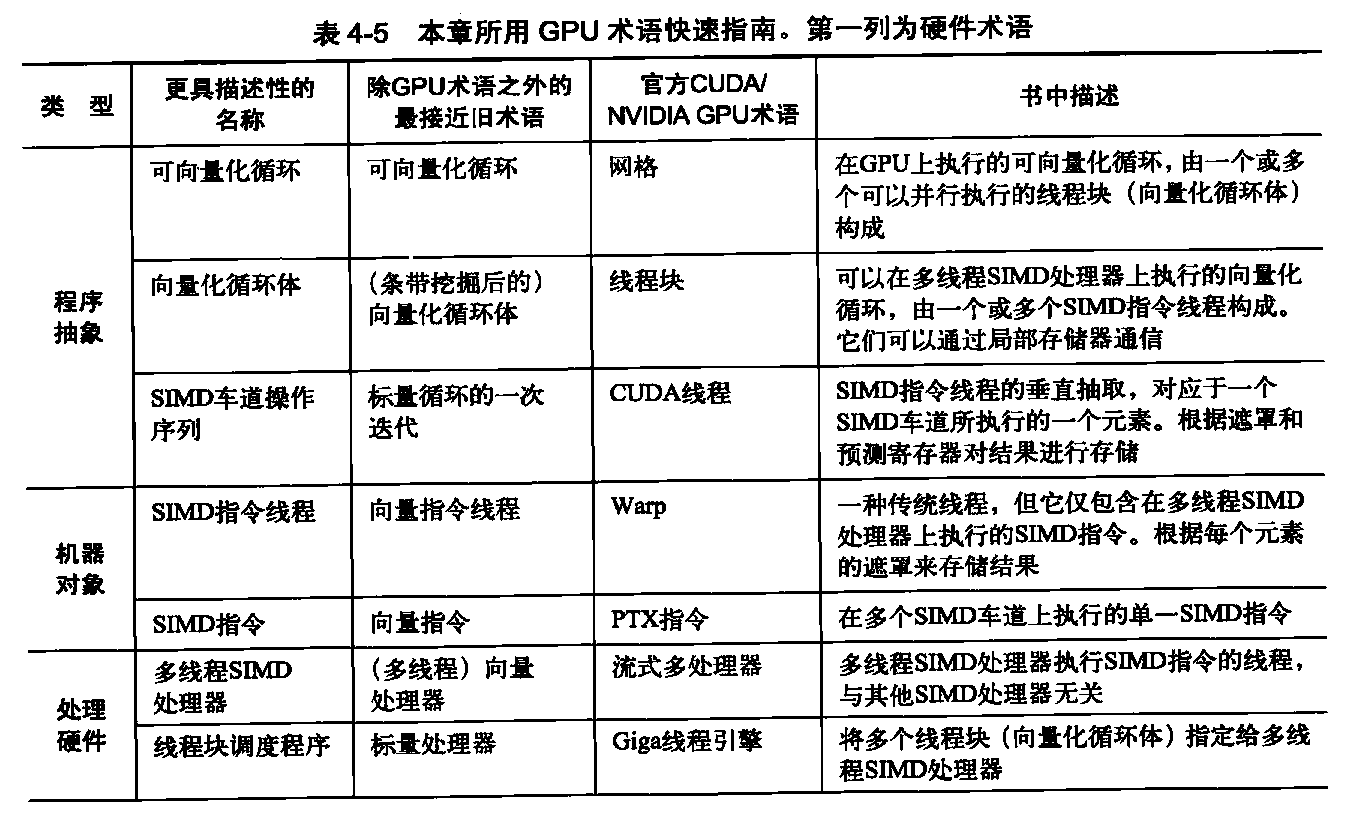 表 4-5 本章所用 GPU 术语快速指南。第一列为硬件术语
类 型
更具描述性的
名称
除GPU术语之外的
最接近旧术语
官方CUDA/
NVIDIA GPU术语
书中描述
程序
抽象
可向量化循环
可向量化循环
网格
在GPU上执行的可向量化循环，由一个或多
个可以并行执行的线程块（向量化循环体）
构成
向量化循环体
（条带挖掘后的）
向量化循环体
线程块
可以在多线程SIMD处理器上执行的向量化
循环，由一个或多个SIMD指令线程构成。
它们可以通过局部存储器通信
SIMD车道操作
序列
标量循环的一次
迭代
CUDA线程
SIMD指令线程的垂直抽取，对应于一个
SIMD车道所执行的一个元素。根据遮罩和
预测寄存器对结果进行存储
机器
对象
SIMD指令线程
向量指令线程
Warp
一种传统线程，但它仅包含在多线程SIMD
处理器上执行的SIMD指令。根据每个元素
的遮罩来存储结果
SIMD指令
向量指令
PTX指令
在多个SIMD车道上执行的单一SIMD指令
处理
硬件
多线程SIMD
处理器
（多线程）向量
处理器
流式多处理器
多线程SIMD处理器执行SIMD指令的线程，
与其他SIMD处理器无关
线程块调度程序
标量处理器
Giga线程引擎
将多个线程块（向量化循环体）指定给多线
程SIMD处理器